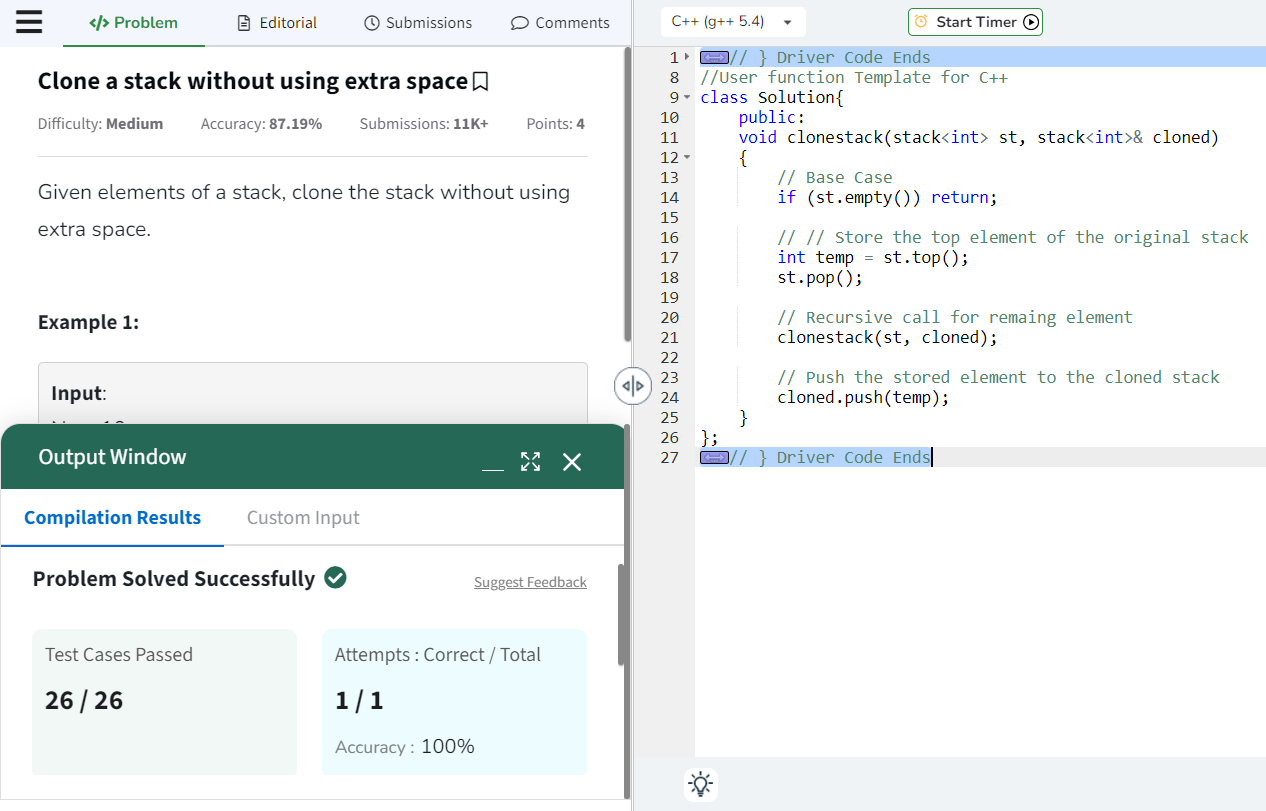 Problem
Editorial
Submissions
Comments
Clone a stack without using extra space
Difficulty: Medium Accuracy: 87.19% Submissions: 11K+ Points: 4
Given elements of a stack, clone the stack without using
extra space.
Example 1:
Input:
Output Window
Compilation Results
Custom Input
Problem Solved Successfully
Suggest Feedback
Test Cases Passed
26 / 26
Attempts : Correct / Total
1 / 1
Accuracy : 100%
C++ (g++ 5.4)
Start Timer
1 // } Driver Code Ends
8 //User function Template for C++
9 class Solution{
10 public:
11 void clonestack(stack<int> st, stack<int>& cloned)
12 {
13 // Base Case
14 if (st.empty()) return;
15
16 // // Store the top element of the original stack
17 int temp = st.top();
18 st.pop();
19
20 // Recursive call for remaing element
21 clonestack(st, cloned);
22
23 // Push the stored element to the cloned stack
24 cloned.push(temp);
25 }
26 };
27 // } Driver Code Ends